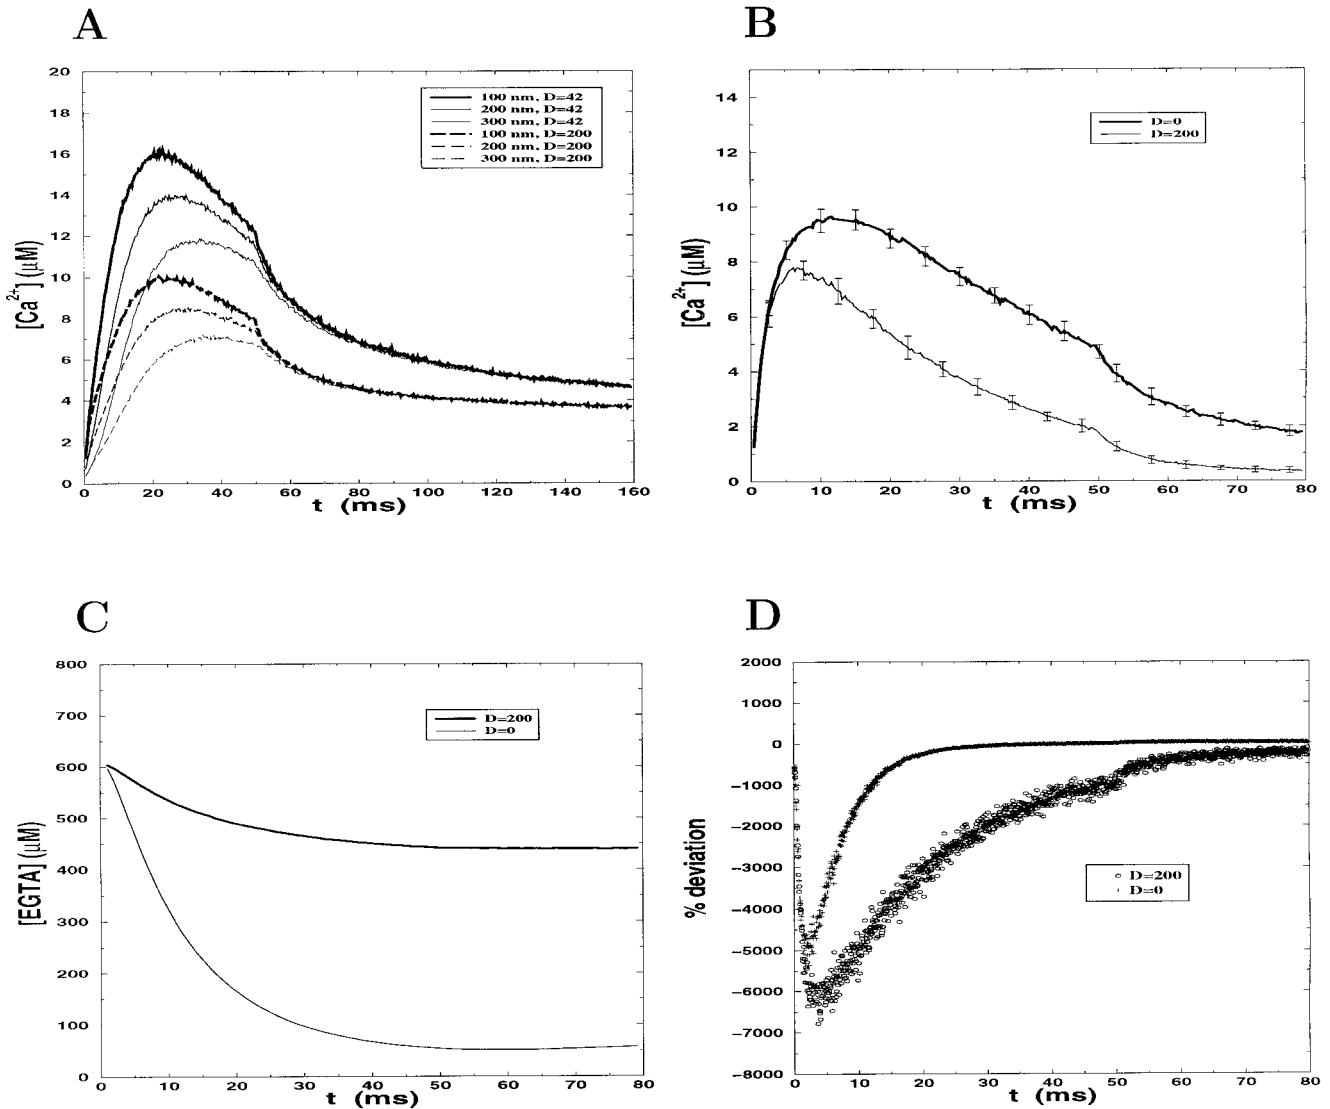 A
[Ca2+] (μM)
20
18
16
14
12
10
8
6
4
2
0
0 20 40 60 80 100 120 140 160
t (ms)
100 nm, D=42
200 nm, D=42
300 nm, D=42
100 nm, D=200
200 nm, D=200
300 nm, D=200
B
[Ca2+] (μM)
14
12
10
8
6
4
2
0
0 10 20 30 40 50 60 70 80
t (ms)
D=0
D=200
C
[EGTA] (μM)
800
700
600
450
400
300
200
100
0
0 10 20 30 40 50 60 70 80
t (ms)
D=200
D=0
D
% deviation
2000
1000
0
−1000
−2000
−3000
−4000
−5000
−6000
−7000
−8000
0 10 20 30 40 50 60 70 80
t (ms)
D=200
D=0